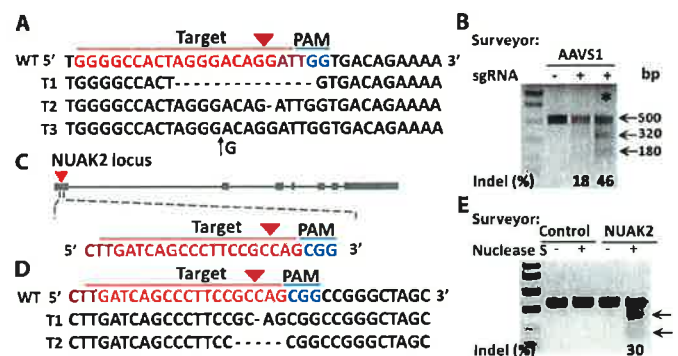 A
Target PAM
WT 5' TGGGGCCACTAGGGACAGGATTGGTGACAGAAAA 3'
T1 TGGGGCCACT--------------GTGACAGAAAA
T2 TGGGGCCACTAGGGACAG-ATTGGTGACAGAAAA
T3 TGGGGCCACTAGGGACAGGATTGGTGACAGAAAA
G
B
Surveyor:
AAVS1
sgRNA - + + bp
*
500
320
180
Indel (%) 18 46
C
NUAK2 locus
Target PAM
5' CTTGATCAGCCCTTCCGCCAGCGG 3'
D
Target PAM
WT 5' CTTGATCAGCCCTTCCGCCAGCGGCCGGGCTAGC 3'
T1 CTTGATCAGCCCTTCCGC-AGCGGCCGGGCTAGC
T2 CTTGATCAGCCCTTCC-----CGGCCGGGCTAGC
E
Surveyor:
Control NUAK2
Nuclease S - + - +
Indel (%) 30